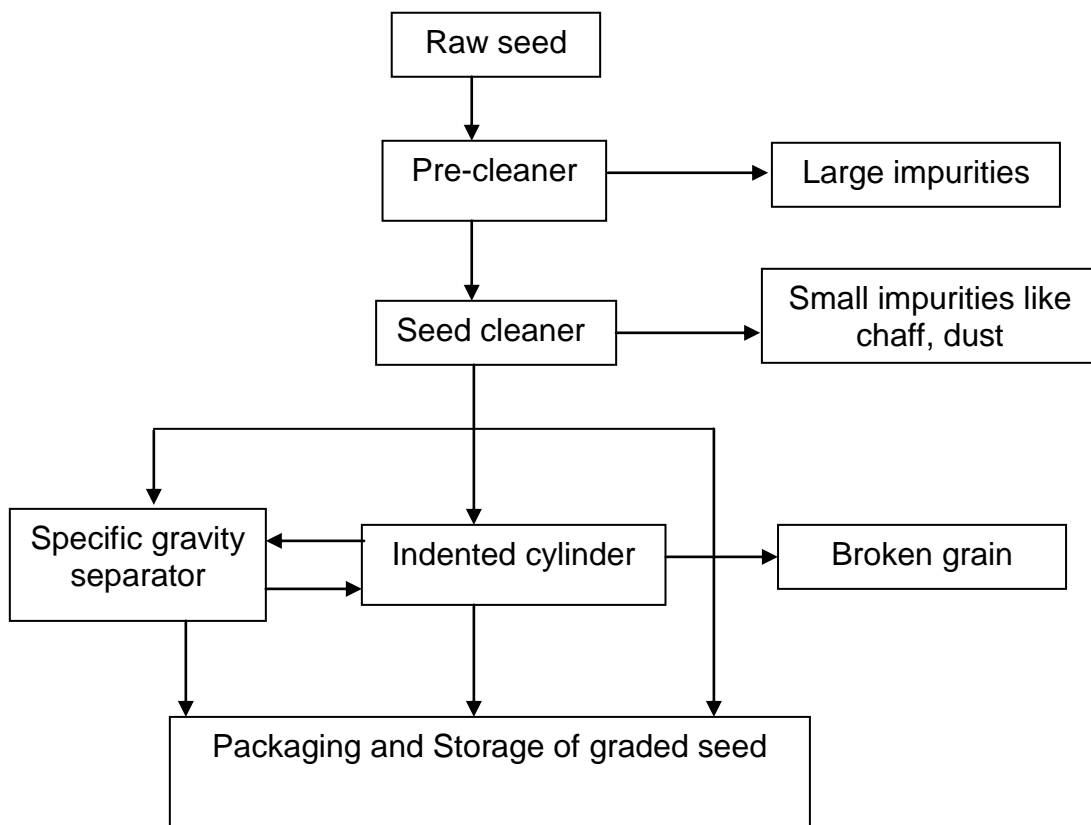 Raw seed
Pre-cleaner
Large impurities
Seed cleaner
Small impurities like
chaff, dust
Specific gravity
separator
Indented cylinder
Broken grain
Packaging and Storage of graded seed